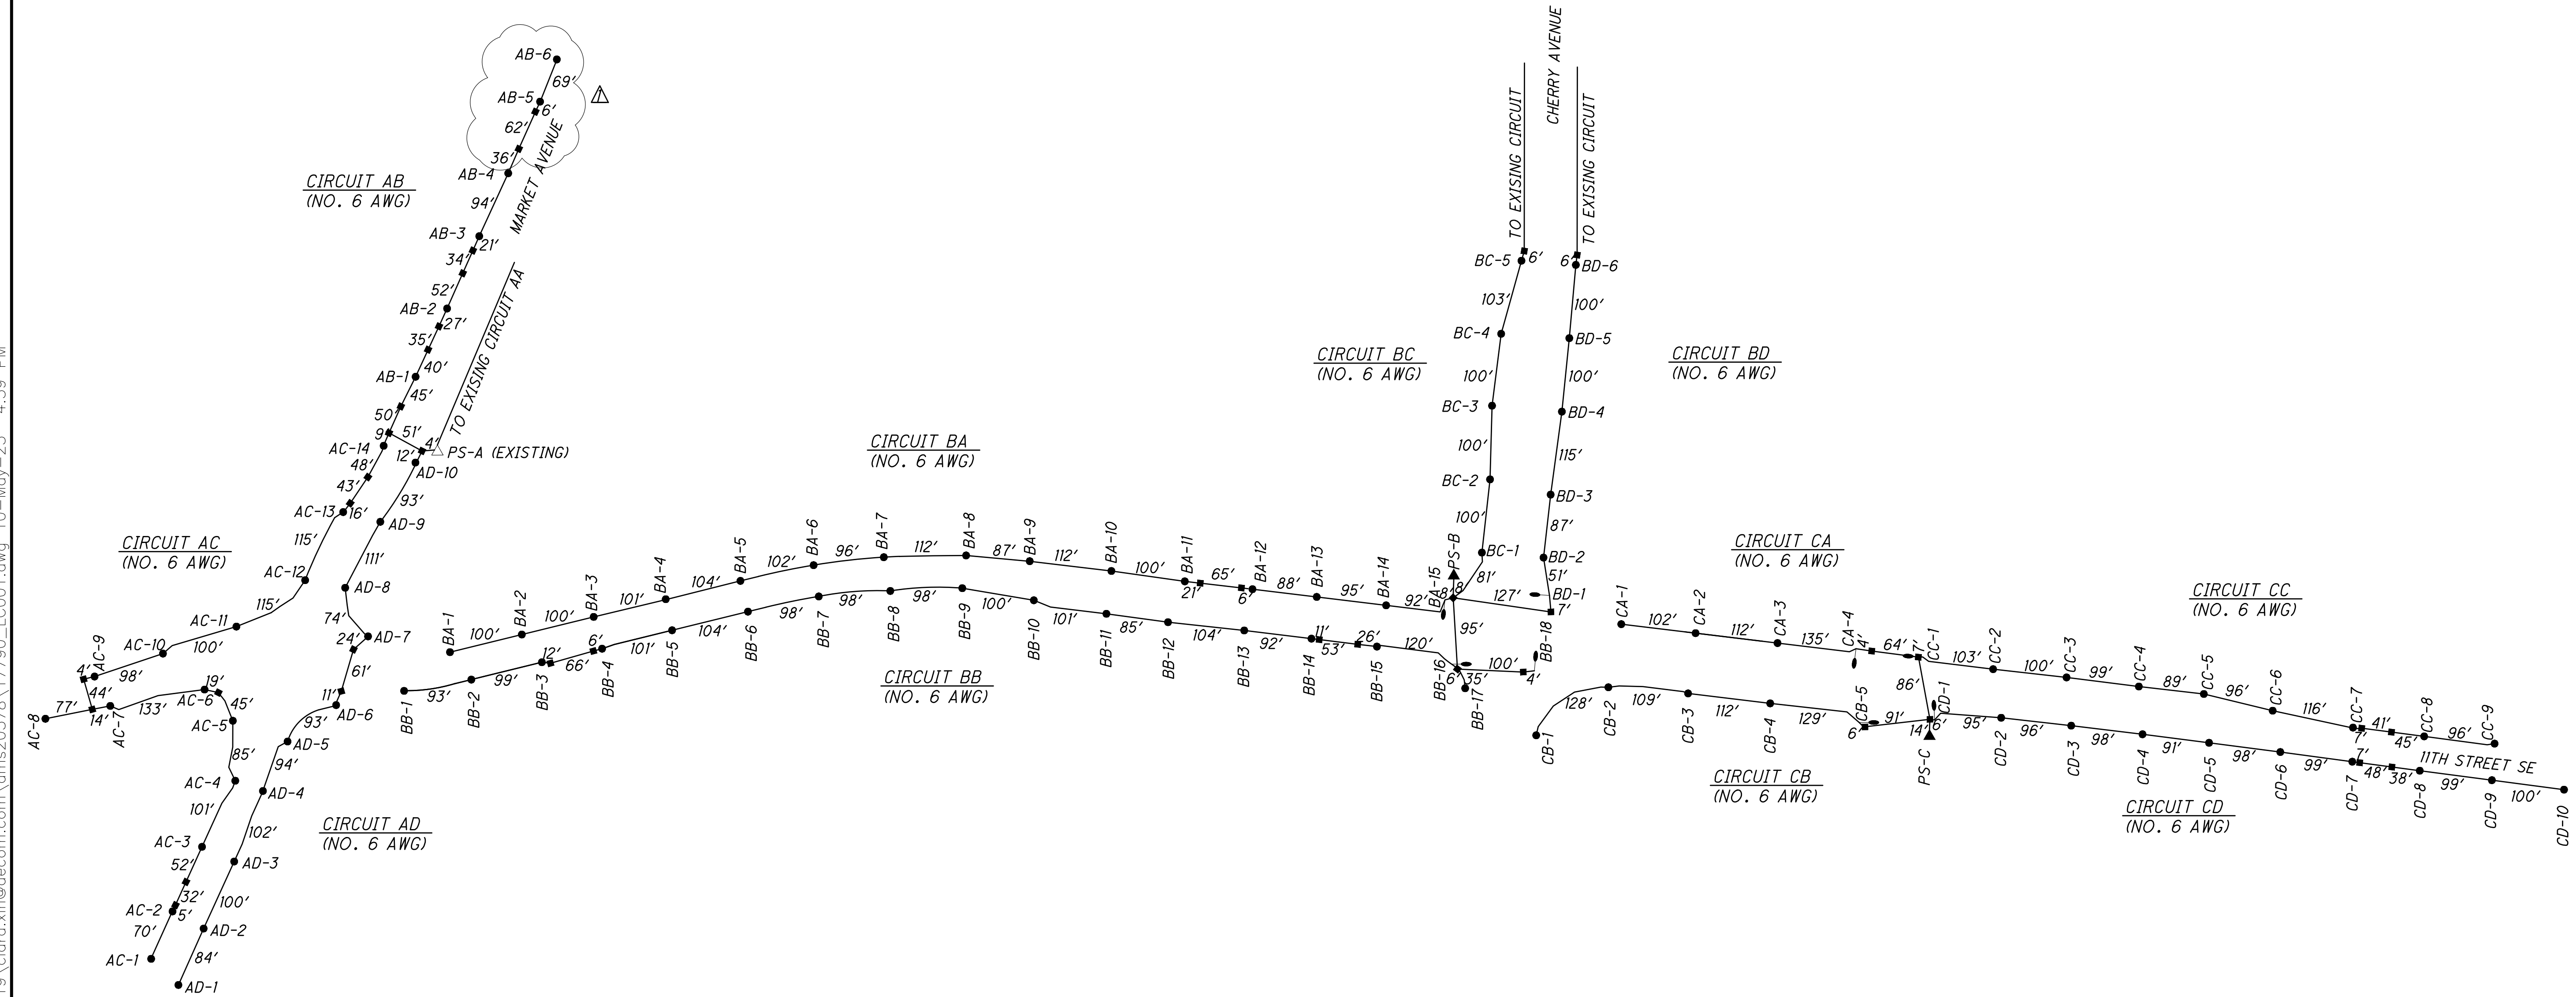 AB-6
69'
AB-5
6'
62'
36'
AB-4
MARKET AVENUE
CIRCUIT AB
(NO. 6 AWG)
94'
AB-3
21'
34'
52'
AB-2
27'
35'
40'
AB-1
45'
50'
9'
51'
4'
TO EXISING CIRCUIT AA
PS-A (EXISTING)
AC-14
12'
AD-10
48'
43'
AC-13
16'
93'
AD-9
115'
111'
CIRCUIT AC
(NO. 6 AWG)
AC-12
AD-8
115'
74'
AC-11
AC-10
100'
AC-9
4'
98'
44'
24'
AD-7
61'
11'
AD-6
19'
AC-6
45'
133'
77'
14'
AC-8
AC-7
AC-5
93'
AD-5
85'
94'
AC-4
AD-4
101'
102'
AC-3
AD-3
52'
32'
100'
AC-2
5'
AD-2
70'
84'
AC-1
AD-1
CIRCUIT AD
(NO. 6 AWG)
CIRCUIT BA
(NO. 6 AWG)
BA-1
100'
BA-2
100'
BA-3
101'
BA-4
104'
BA-5
102'
BA-6
96'
BA-7
112'
BA-8
87'
BA-9
112'
BA-10
100'
BA-11
21'
65'
6'
BA-12
88'
BA-13
95'
BA-14
92'
BA-15
8'
PS-B
8'
BB-1
93'
BB-2
99'
BB-3
12'
66'
6'
BB-4
101'
BB-5
104'
BB-6
98'
BB-7
98'
BB-8
98'
BB-9
100'
BB-10
101'
BB-11
85'
BB-12
104'
BB-13
92'
BB-14
11'
53'
26'
BB-15
120'
BB-16
6'
35'
BB-17
100'
4'
BB-18
95'
127'
CIRCUIT BB
(NO. 6 AWG)
CHERRY AVENUE
TO EXISING CIRCUIT
TO EXISING CIRCUIT
BC-5
6'
6'
BD-6
103'
100'
BC-4
BD-5
CIRCUIT BC
(NO. 6 AWG)
CIRCUIT BD
(NO. 6 AWG)
100'
100'
BC-3
BD-4
100'
115'
BC-2
BD-3
100'
87'
BC-1
BD-2
81'
51'
BD-1
7'
CIRCUIT CA
(NO. 6 AWG)
CA-1
102'
CA-2
112'
CA-3
135'
CA-4
4'
64'
7'
CC-1
103'
CC-2
100'
CC-3
99'
CC-4
89'
CC-5
96'
CC-6
116'
CC-7
7'
41'
45'
CC-8
96'
CC-9
CIRCUIT CC
(NO. 6 AWG)
86'
CB-1
128'
CB-2
109'
CB-3
112'
CB-4
129'
CB-5
6'
91'
14'
PS-C
6'
CD-1
95'
CD-2
96'
CD-3
98'
CD-4
91'
CD-5
98'
CD-6
99'
CD-7
7'
48'
38'
CD-8
99'
CD-9
100'
CD-10
11TH STREET SE
CIRCUIT CB
(NO. 6 AWG)
CIRCUIT CD
(NO. 6 AWG)